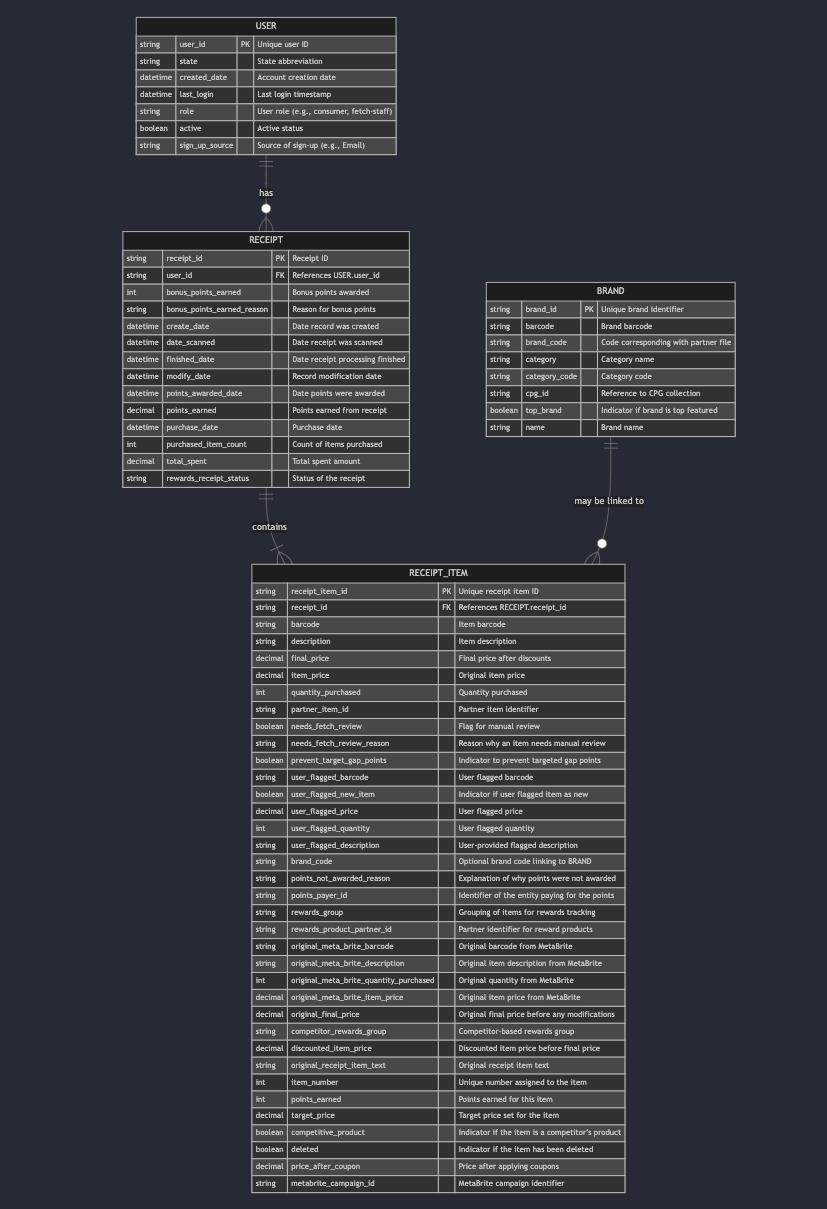 USER
string user_id PK Unique user ID
string state State abbreviation
datetime created_date Account creation date
datetime last_login Last login timestamp
string role User role (e.g., consumer, fetch-staff)
boolean active Active status
string sign_up_source Source of sign-up (e.g., Email)
has
RECEIPT
string receipt_id PK Receipt ID
string user_id FK References USER.user_id
int bonus_points_earned Bonus points awarded
string bonus_points_earned_reason Reason for bonus points
datetime create_date Date record was created
datetime date_scanned Date receipt was scanned
datetime finished_date Date receipt processing finished
datetime modify_date Record modification date
datetime points_awarded_date Date points were awarded
decimal points_earned Points earned from receipt
datetime purchase_date Purchase date
int purchased_item_count Count of items purchased
decimal total_spent Total spent amount
string rewards_receipt_status Status of the receipt
BRAND
string brand_id PK Unique brand identifier
string barcode Brand barcode
string brand_code Code corresponding with partner file
string category Category name
string category_code Category code
string cpg_id Reference to CPG collection
boolean top_brand Indicator if brand is top featured
string name Brand name
contains
may be linked to
RECEIPT_ITEM
string receipt_item_id PK Unique receipt item ID
string receipt_id FK References RECEIPT.receipt_id
string barcode Item barcode
string description Item description
decimal final_price Final price after discounts
decimal item_price Original item price
int quantity_purchased Quantity purchased
string partner_item_id Partner item identifier
boolean needs_fetch_review Flag for manual review
string needs_fetch_review_reason Reason why an item needs manual review
boolean prevent_target_gap_points Indicator to prevent targeted gap points
string user_flagged_barcode User flagged barcode
boolean user_flagged_new_item Indicator if user flagged item as new
decimal user_flagged_price User flagged price
int user_flagged_quantity User flagged quantity
string user_flagged_description User-provided flagged description
string brand_code Optional brand code linking to BRAND
string points_not_awarded_reason Explanation of why points were not awarded
string points_payer_id Identifier of the entity paying for the points
string rewards_group Grouping of items for rewards tracking
string rewards_product_partner_id Partner identifier for reward products
string original_meta_brite_barcode Original barcode from MetaBrite
string original_meta_brite_description Original item description from MetaBrite
int original_meta_brite_quantity_purchased Original quantity from MetaBrite
decimal original_meta_brite_item_price Original item price from MetaBrite
decimal original_final_price Original final price before any modifications
string competitor_rewards_group Competitor-based rewards group
decimal discounted_item_price Discounted item price before final price
string original_receipt_item_text Original receipt item text
int item_number Unique number assigned to the item
int points_earned Points earned for this item
decimal target_price Target price set for the item
boolean competitive_product Indicator if the item is a competitor's product
boolean deleted Indicator if the item has been deleted
decimal price_after_coupon Price after applying coupons
string metabrite_campaign_id MetaBrite campaign identifier